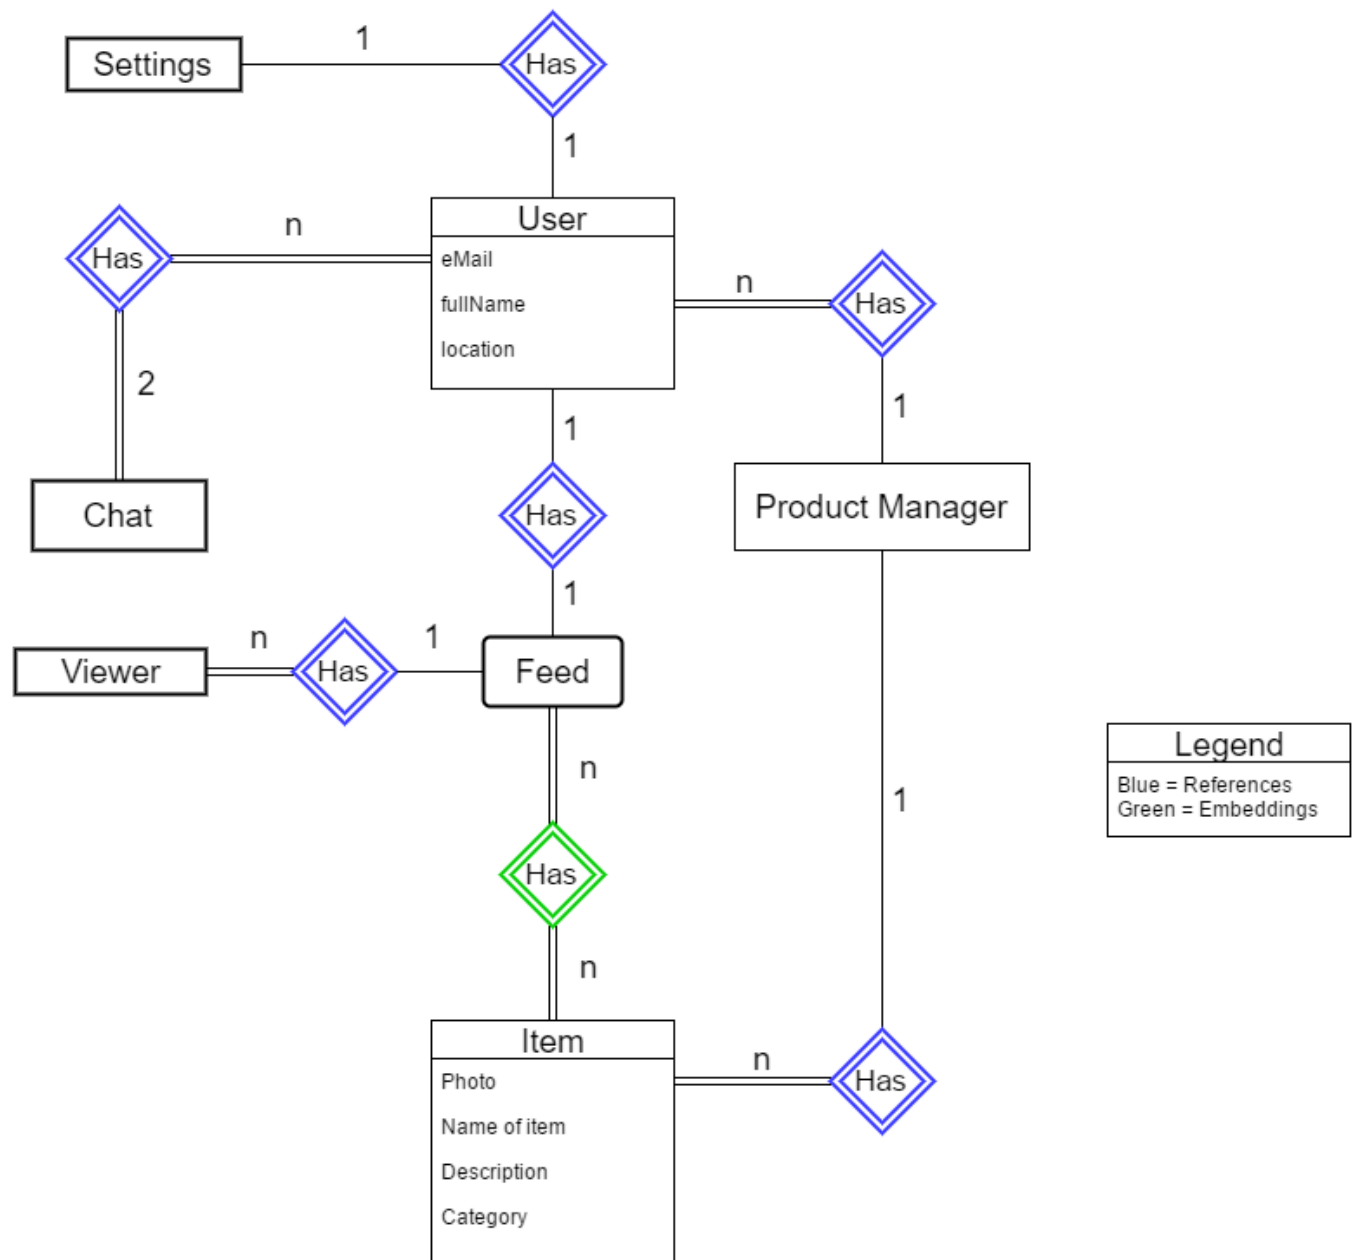 1
Settings
Has
1
User
n
Has
eMail
n
Has
fullName
location
2
1
1
Chat
Has
Product Manager
1
n
1
Viewer
Has
Feed
n
Legend
Blue = References
Green = Embeddings
1
Has
n
Item
n
Photo
Has
Name of item
Description
Category